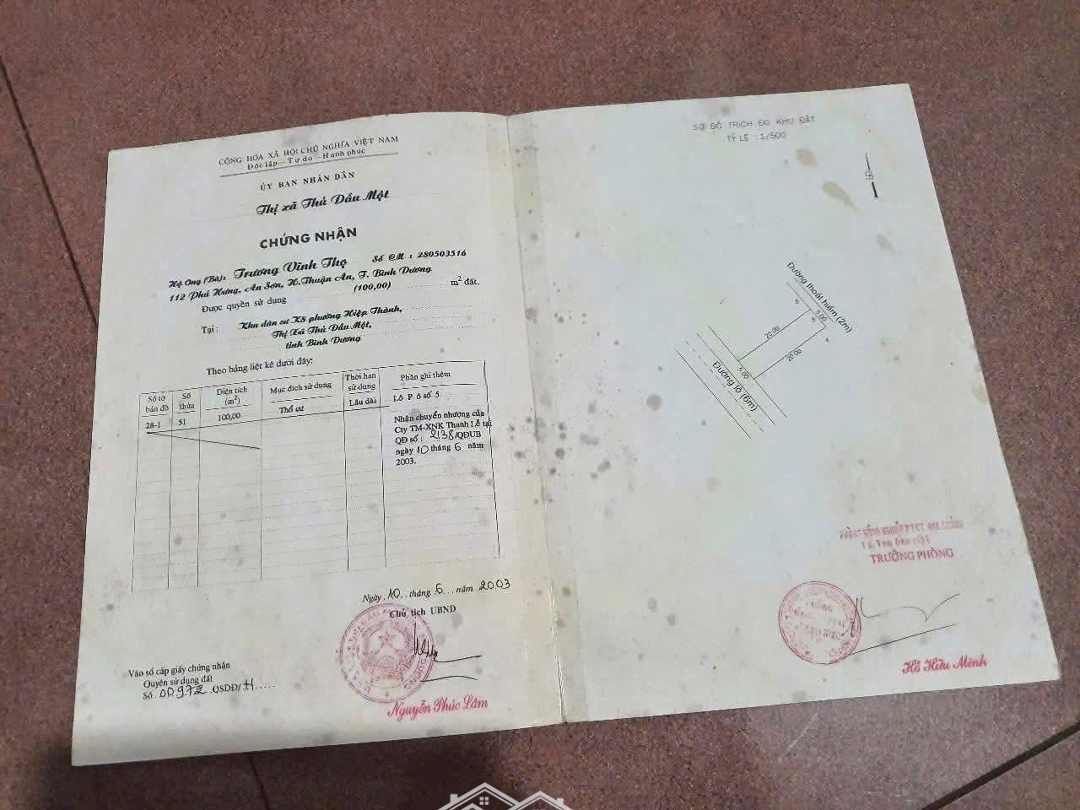 CỘNG HÒA XÃ HỘI CHỦ NGHĨA VIỆT NAM
Độc lập - Tự do - Hạnh phúc
ỦY BAN NHÂN DÂN
Thị xã Thủ Dầu Một
CHỨNG NHẬN
Hộ Ông (Bà): Trương Vĩnh Thọ Số CM : 280503516
112 Phú Hưng, An Sơn, H.Thuận An, T. Bình Dương
Được quyền sử dụng (100,00) m2 đất.
Tại : Khu dân cư K8 phường Hiệp Thành,
Thị Xã Thủ Dầu Một,
tỉnh Bình Dương
Theo bảng liệt kê dưới đây:
Số tờ bản đồ Số thửa Diện tích (m2) Mục đích sử dụng Thời hạn sử dụng Phần ghi thêm
28-1 51 100,00 Thổ cư Lâu dài Lô P ô số 5
Nhận chuyển nhượng của
Cty TM-XNK Thanh Lễ tại
QĐ số : 2138/QĐUB
ngày 10 tháng 6 năm
2003.
Ngày 10 tháng 6 năm 2003
Chủ tịch UBND
Vào sổ cấp giấy chứng nhận
Quyền sử dụng đất
Số 00972 QSDĐ/H
Nguyễn Phúc Lâm
SƠ ĐỒ TRÍCH ĐO KHU ĐẤT
TỶ LỆ : 1/500
Đường thoát hiểm (2m)
5.00
20.00
20.00
4
5.00
Đường lô (6m)
TRƯỞNG PHÒNG
Hồ Hữu Mình